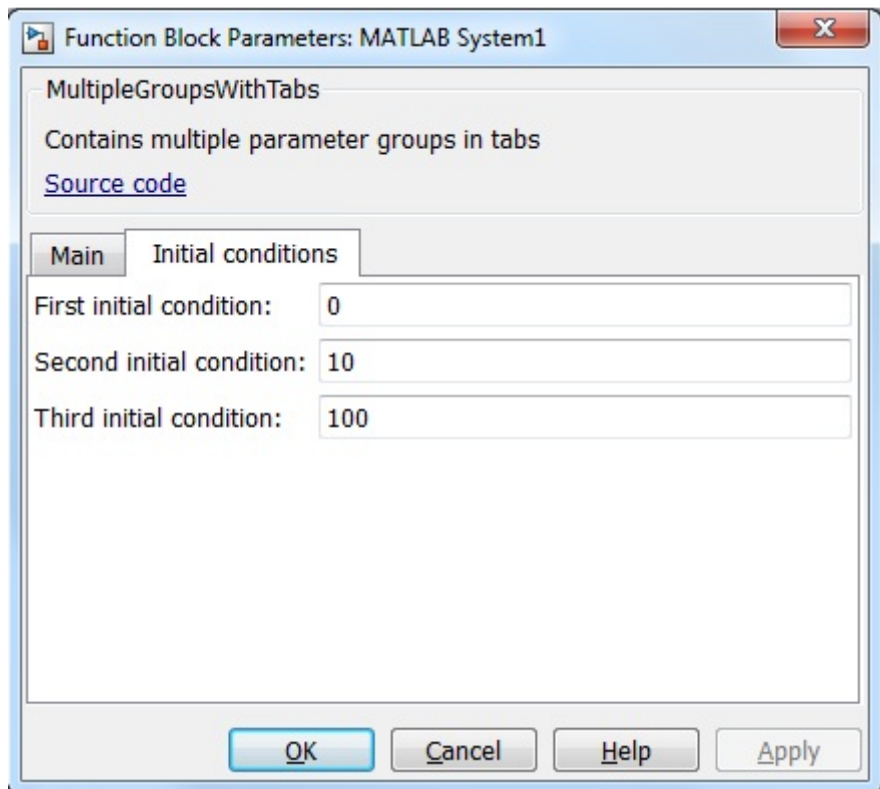 Function Block Parameters: MATLAB System1
MultipleGroupsWithTabs
Contains multiple parameter groups in tabs
Source code
Main Initial conditions
First initial condition: 0
Second initial condition: 10
Third initial condition: 100
OK Cancel Help Apply